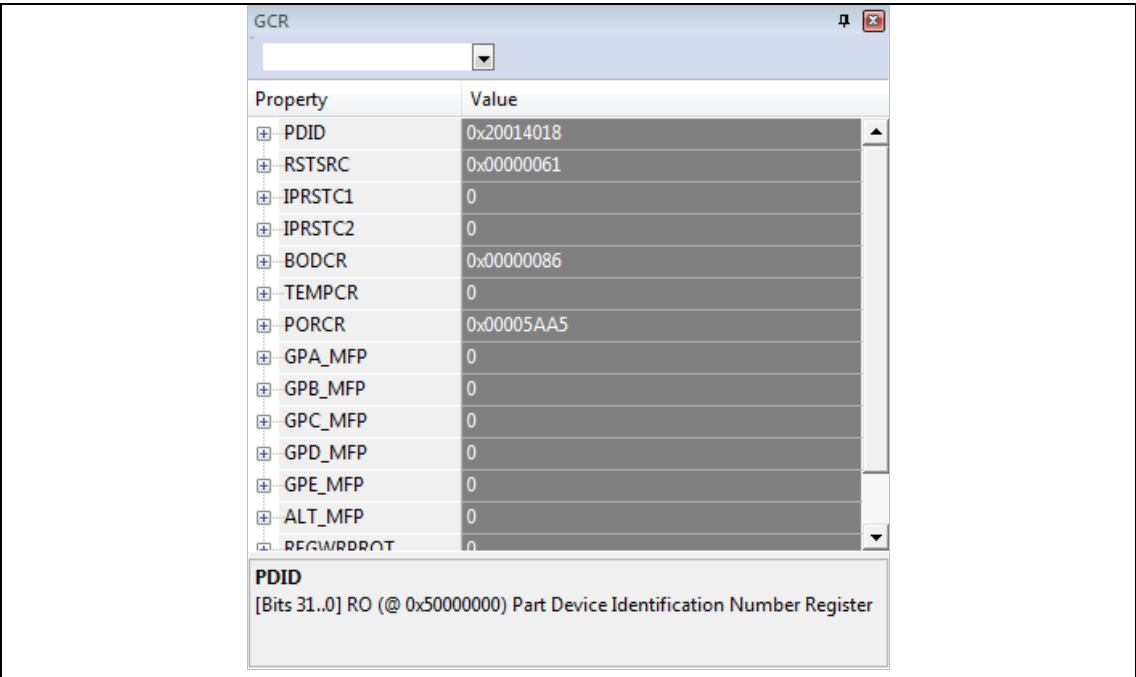 GCR
Property Value
PDID 0x20014018
RSTSRC 0x00000061
IPRSTC1 0
IPRSTC2 0
BODCR 0x00000086
TEMPCR 0
PORCR 0x00005AA5
GPA_MFP 0
GPB_MFP 0
GPC_MFP 0
GPD_MFP 0
GPE_MFP 0
ALT_MFP 0
REGWRPROT 0
PDID
[Bits 31..0] RO (@ 0x50000000) Part Device Identification Number Register